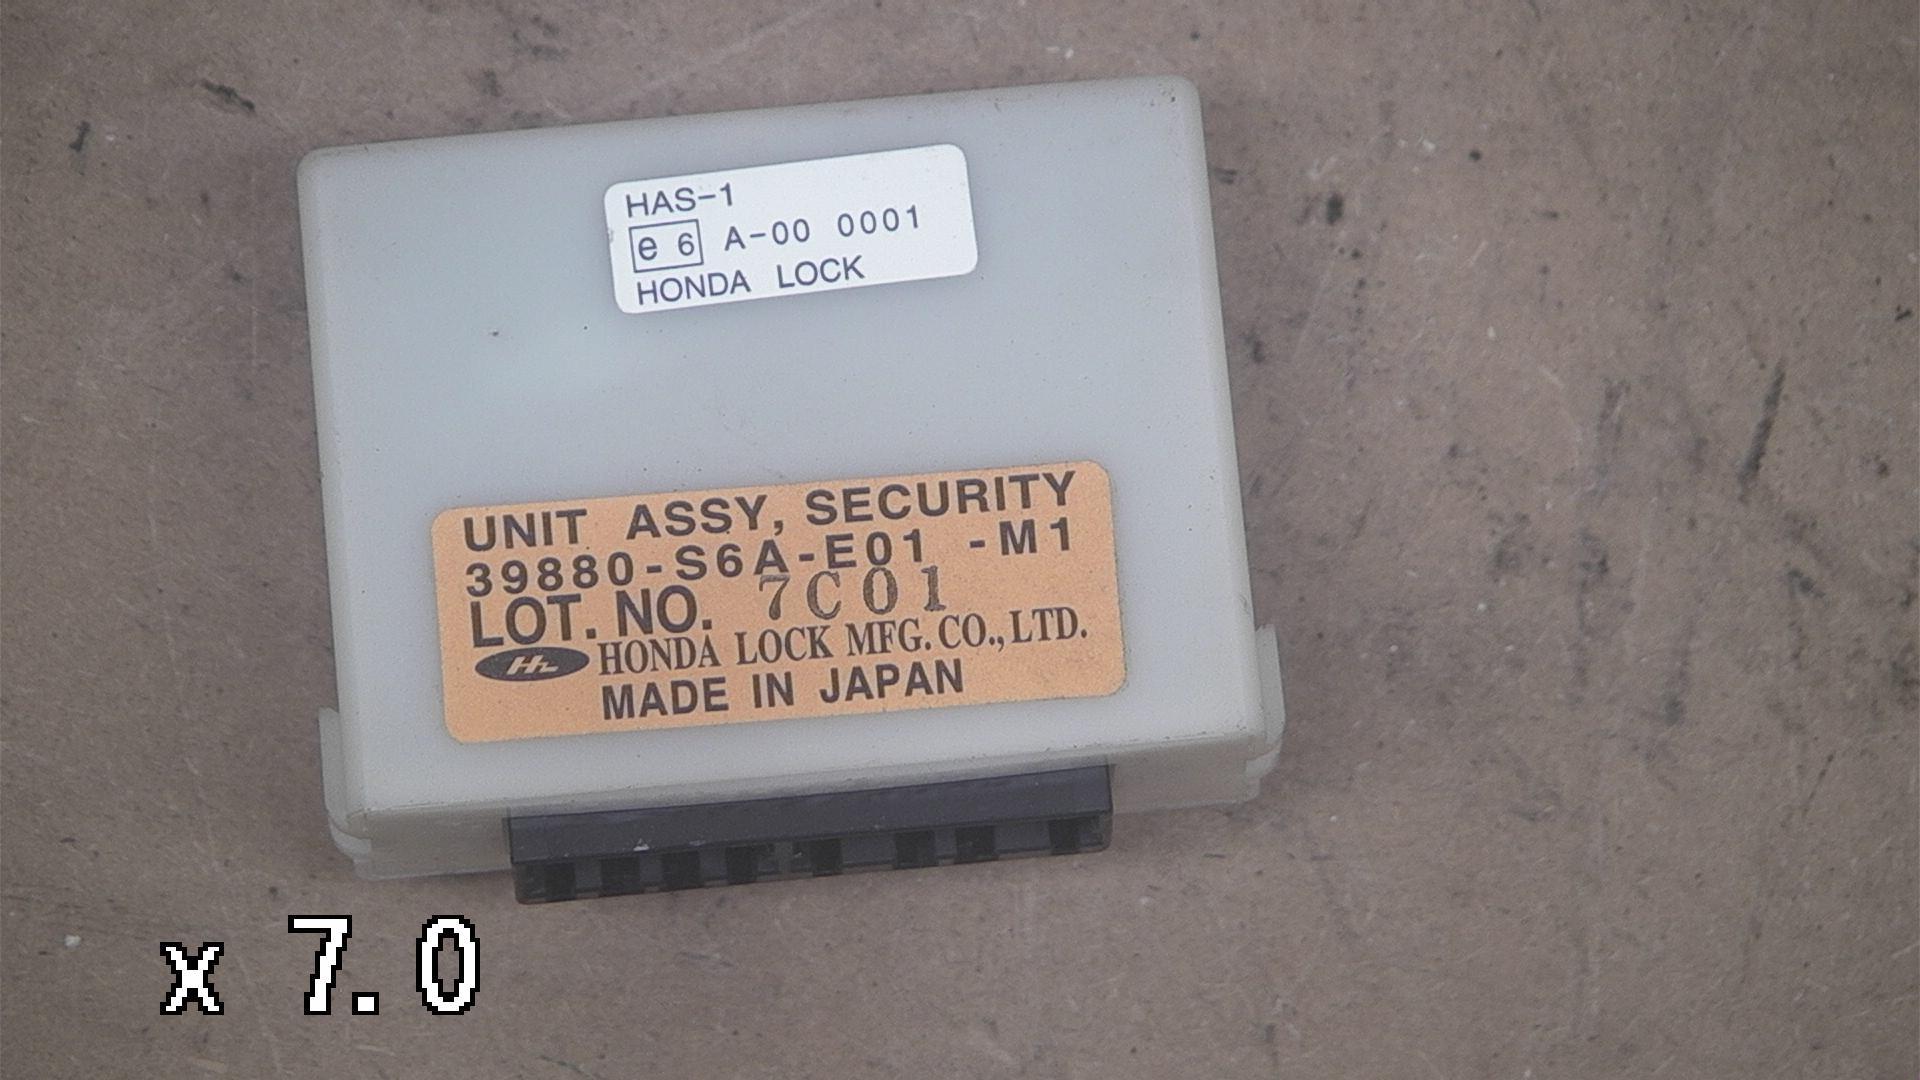 HAS-1
e 6 A-00 0001
HONDA LOCK
UNIT ASSY, SECURITY
39880-S6A-E01 -M1
LOT. NO. 7C01
HL HONDA LOCK MFG. CO., LTD.
MADE IN JAPAN
x 7.0